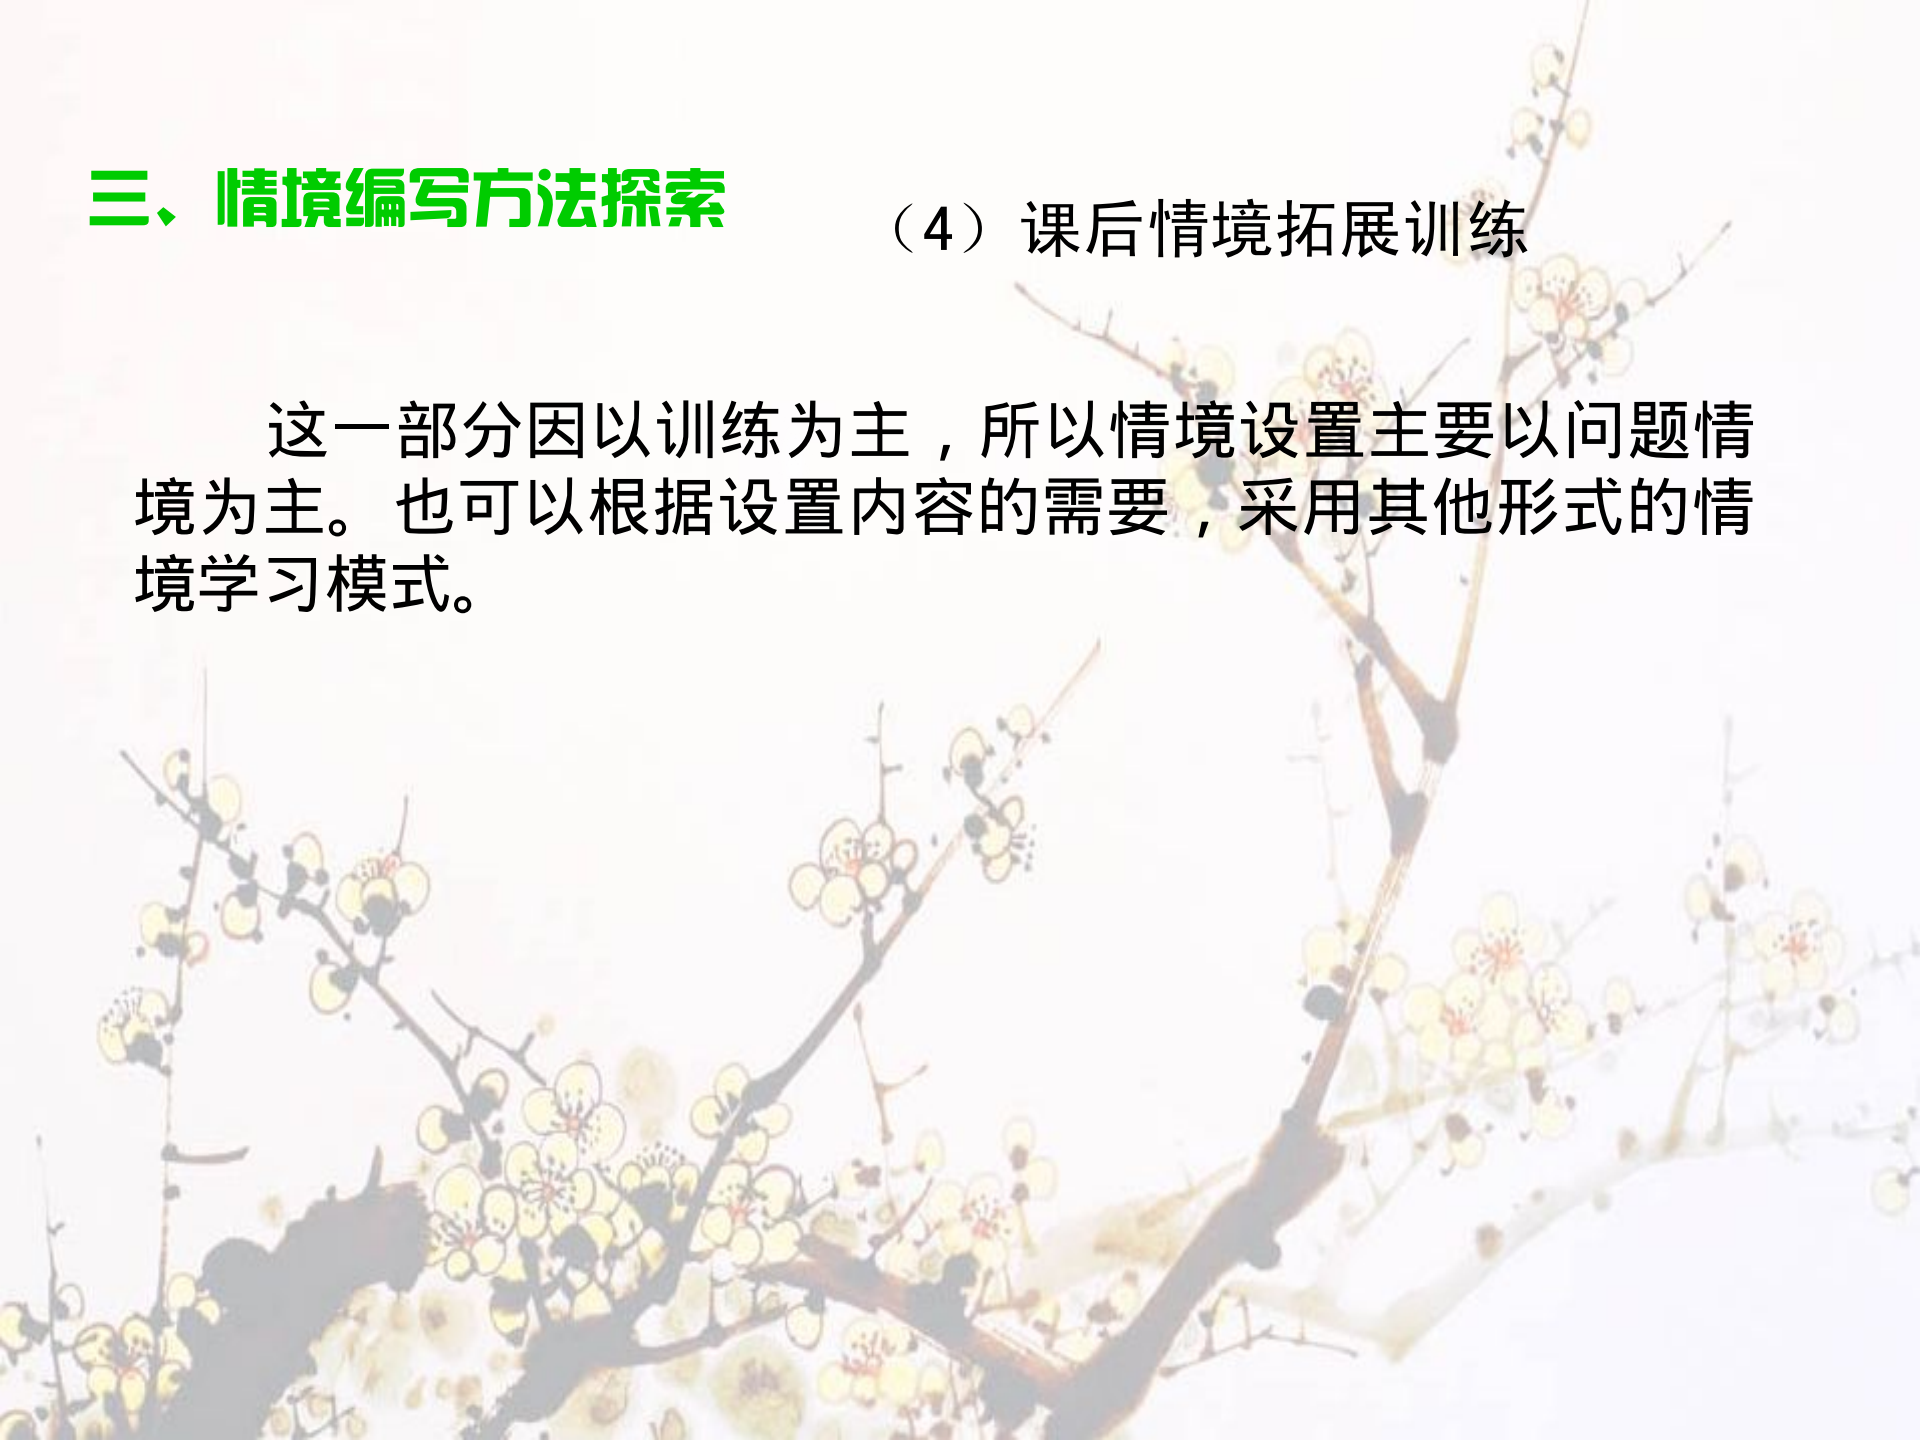 三、情境编写方法探索
（4）课后情境拓展训练
这一部分因以训练为主，所以情境设置主要以问题情
境为主。也可以根据设置内容的需要，采用其他形式的情
境学习模式。